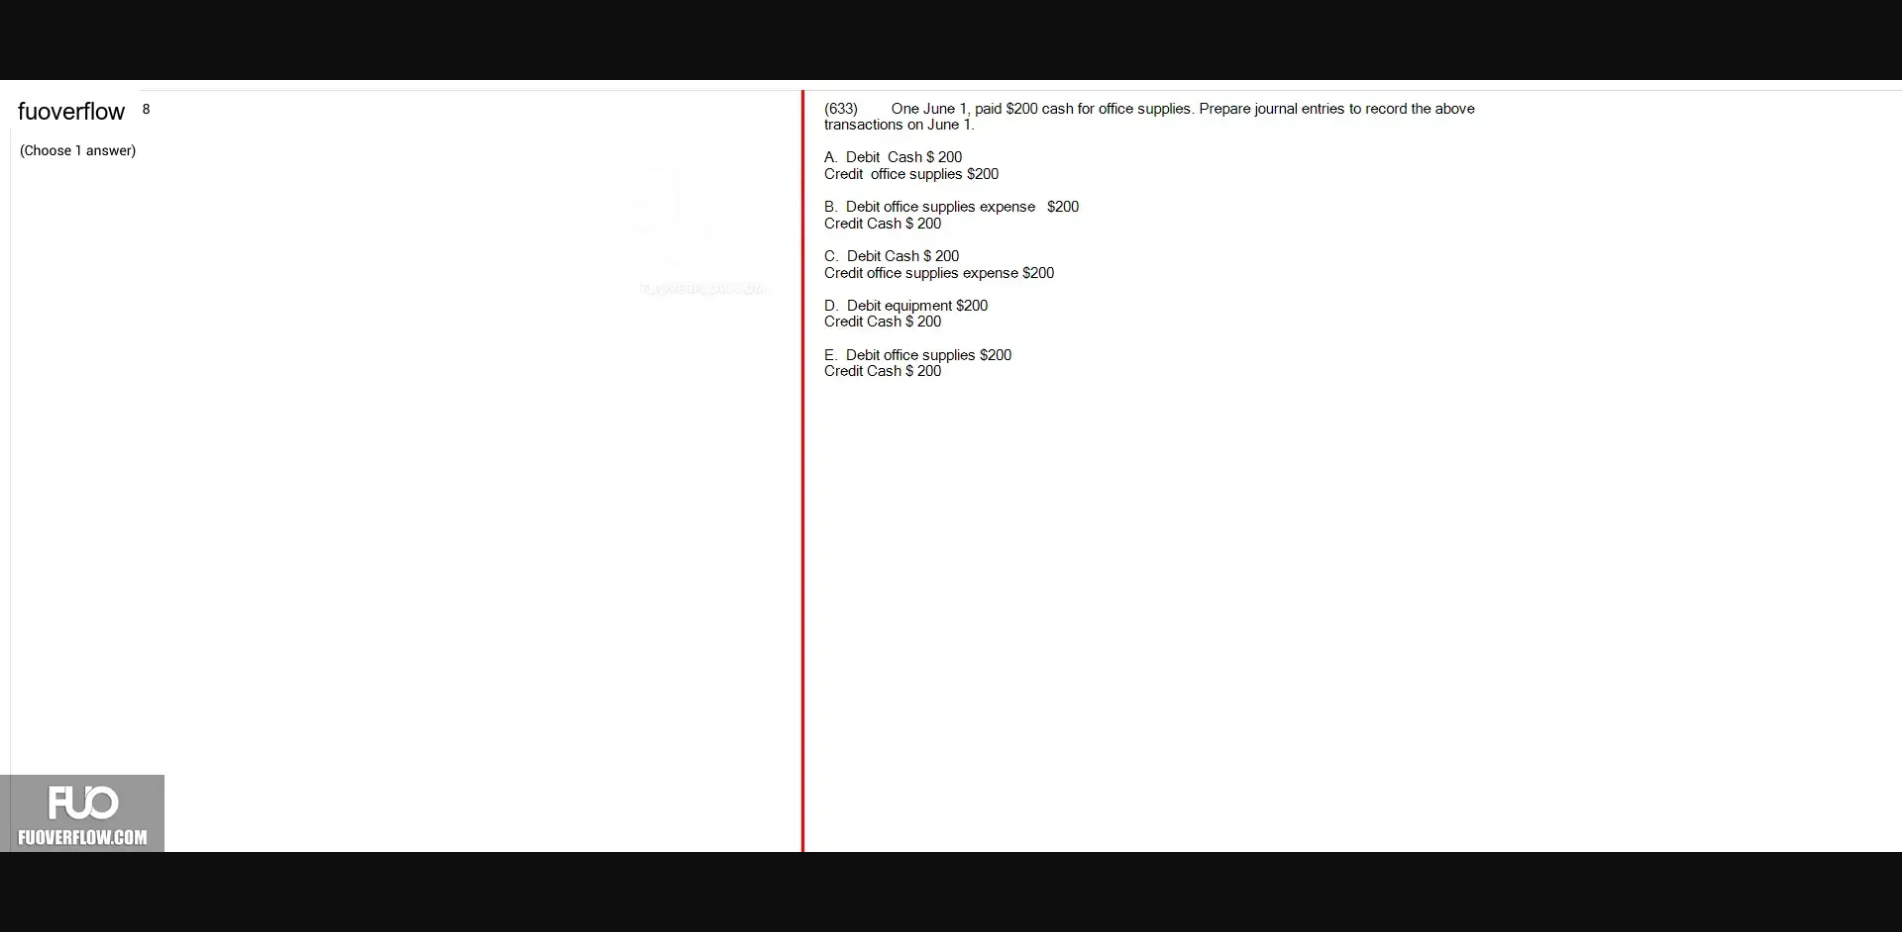 fuoverflow 8
(Choose 1 answer)
(633) One June 1, paid $200 cash for office supplies. Prepare journal entries to record the above
transactions on June 1.
A. Debit Cash $ 200
Credit office supplies $200
B. Debit office supplies expense $200
Credit Cash $ 200
C. Debit Cash $ 200
Credit office supplies expense $200
D. Debit equipment $200
Credit Cash $ 200
E. Debit office supplies $200
Credit Cash $ 200
FUO
FUOVERFLOW.COM
FUO
FUOVERFLOW.COM